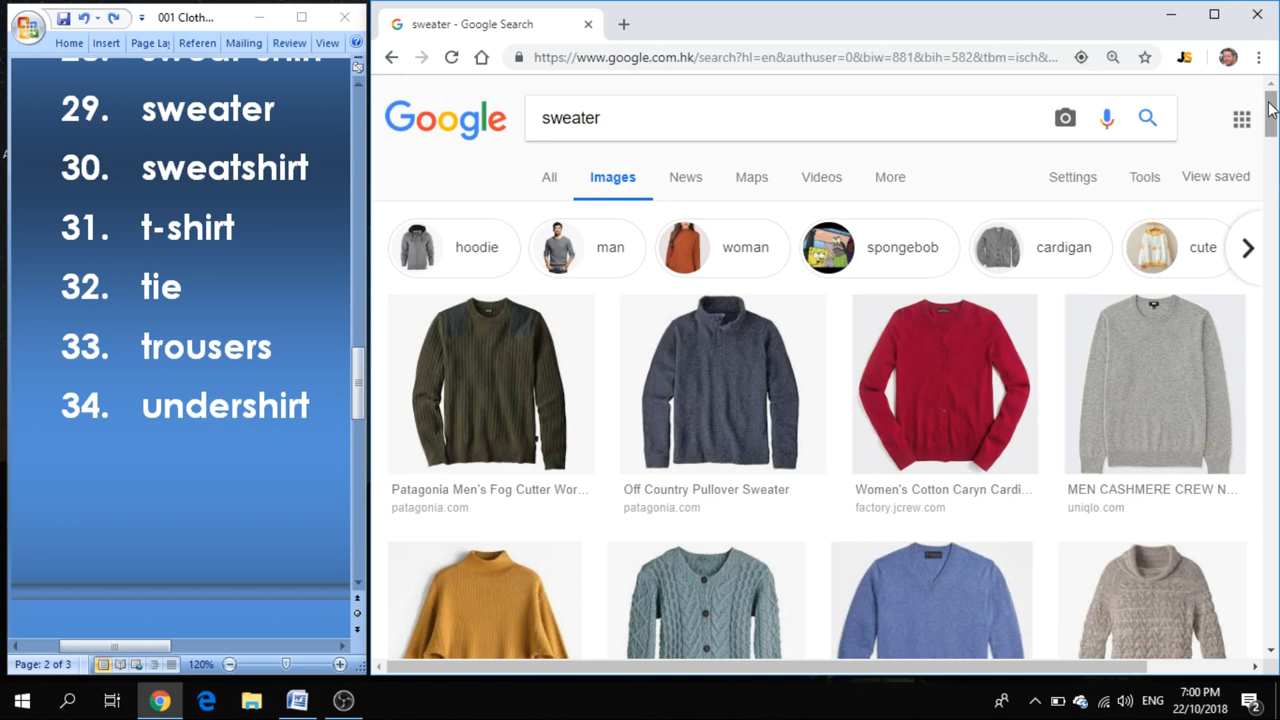 001 Cloth...
Home Insert Page La Referen Mailing Review View
29. sweater
30. sweatshirt
31. t-shirt
32. tie
33. trousers
34. undershirt
Page: 2 of 3 120%
sweater - Google Search
https://www.google.com.hk/search?hl=en&authuser=0&biw=881&bih=582&tbm=isch&...
JS
Google
sweater
All Images News Maps Videos More Settings Tools View saved
hoodie man woman spongebob cardigan cute
Patagonia Men's Fog Cutter Wor... Off Country Pullover Sweater Women's Cotton Caryn Cardi... MEN CASHMERE CREW N...
patagonia.com patagonia.com factory.jcrew.com uniqlo.com
ENG
7:00 PM
22/10/2018
2